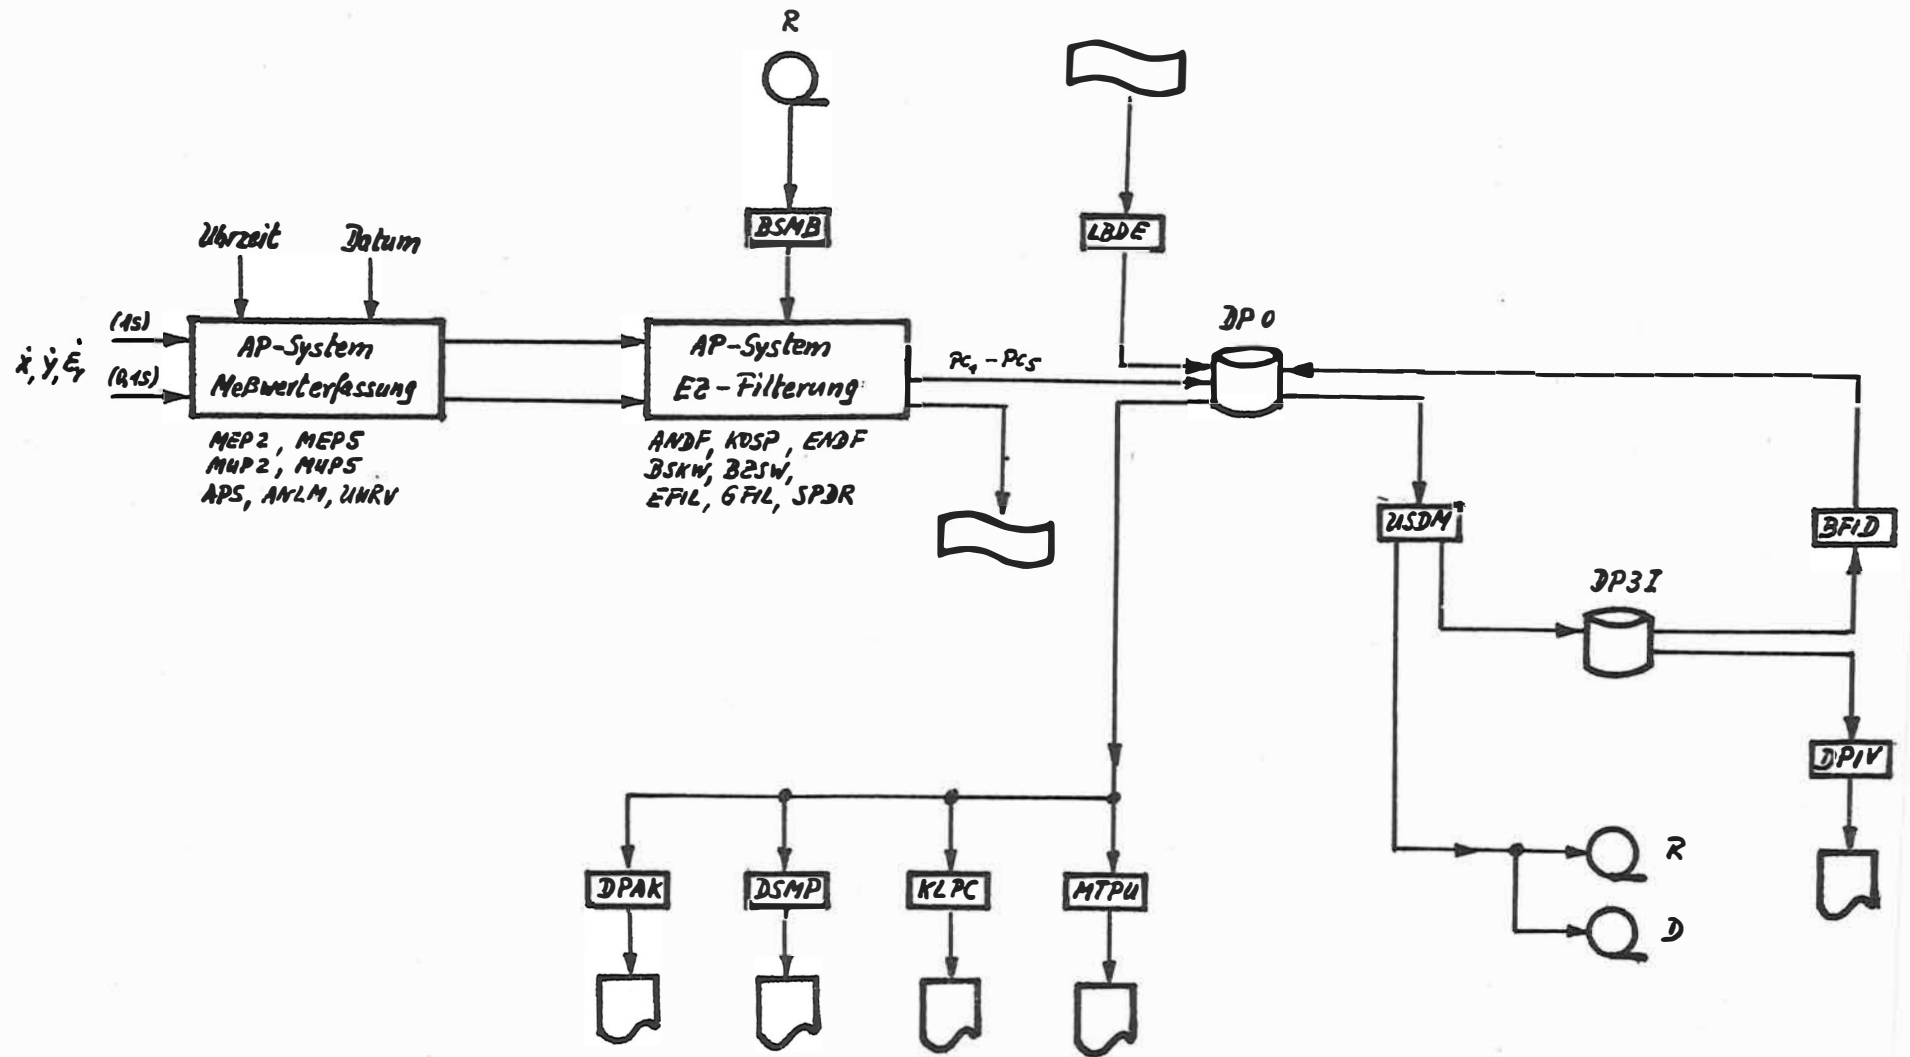 R
BSMB
LBDE
Uhrzeit
Datum
(1s)
ẋ, ẏ, Ėγ
(0,1s)
AP-System
Meßwerterfassung
MEP2, MEP5
MUP2, MUP5
APS, ANLM, UHRV
AP-System
EZ-Filterung
ANDF, KOSP, ENDF
BSKW, BZSW,
EFIL, GFIL, SPDR
Pc₁ - Pc₅
DP0
USDM
BFID
DP3I
DPIV
R
D
DPAK
DSMP
KLPC
MTPU